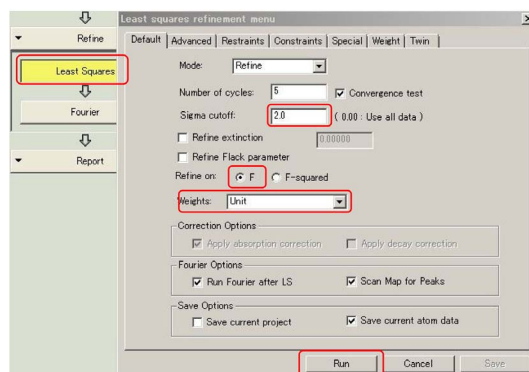 Refine
Least Squares
Fourier
Report
Least squares refinement menu
Default Advanced Restraints Constraints Special Weight Twin
Mode: Refine
Number of cycles: 5 Convergence test
Sigma cutoff: 2.0 ( 0.00 : Use all data )
Refine extinction 0.00000
Refine Flack parameter
Refine on: F F-squared
Weights: Unit
Correction Options
Apply absorption correction Apply decay correction
Fourier Options
Run Fourier after LS Scan Map for Peaks
Save Options
Save current project Save current atom data
Run Cancel Save